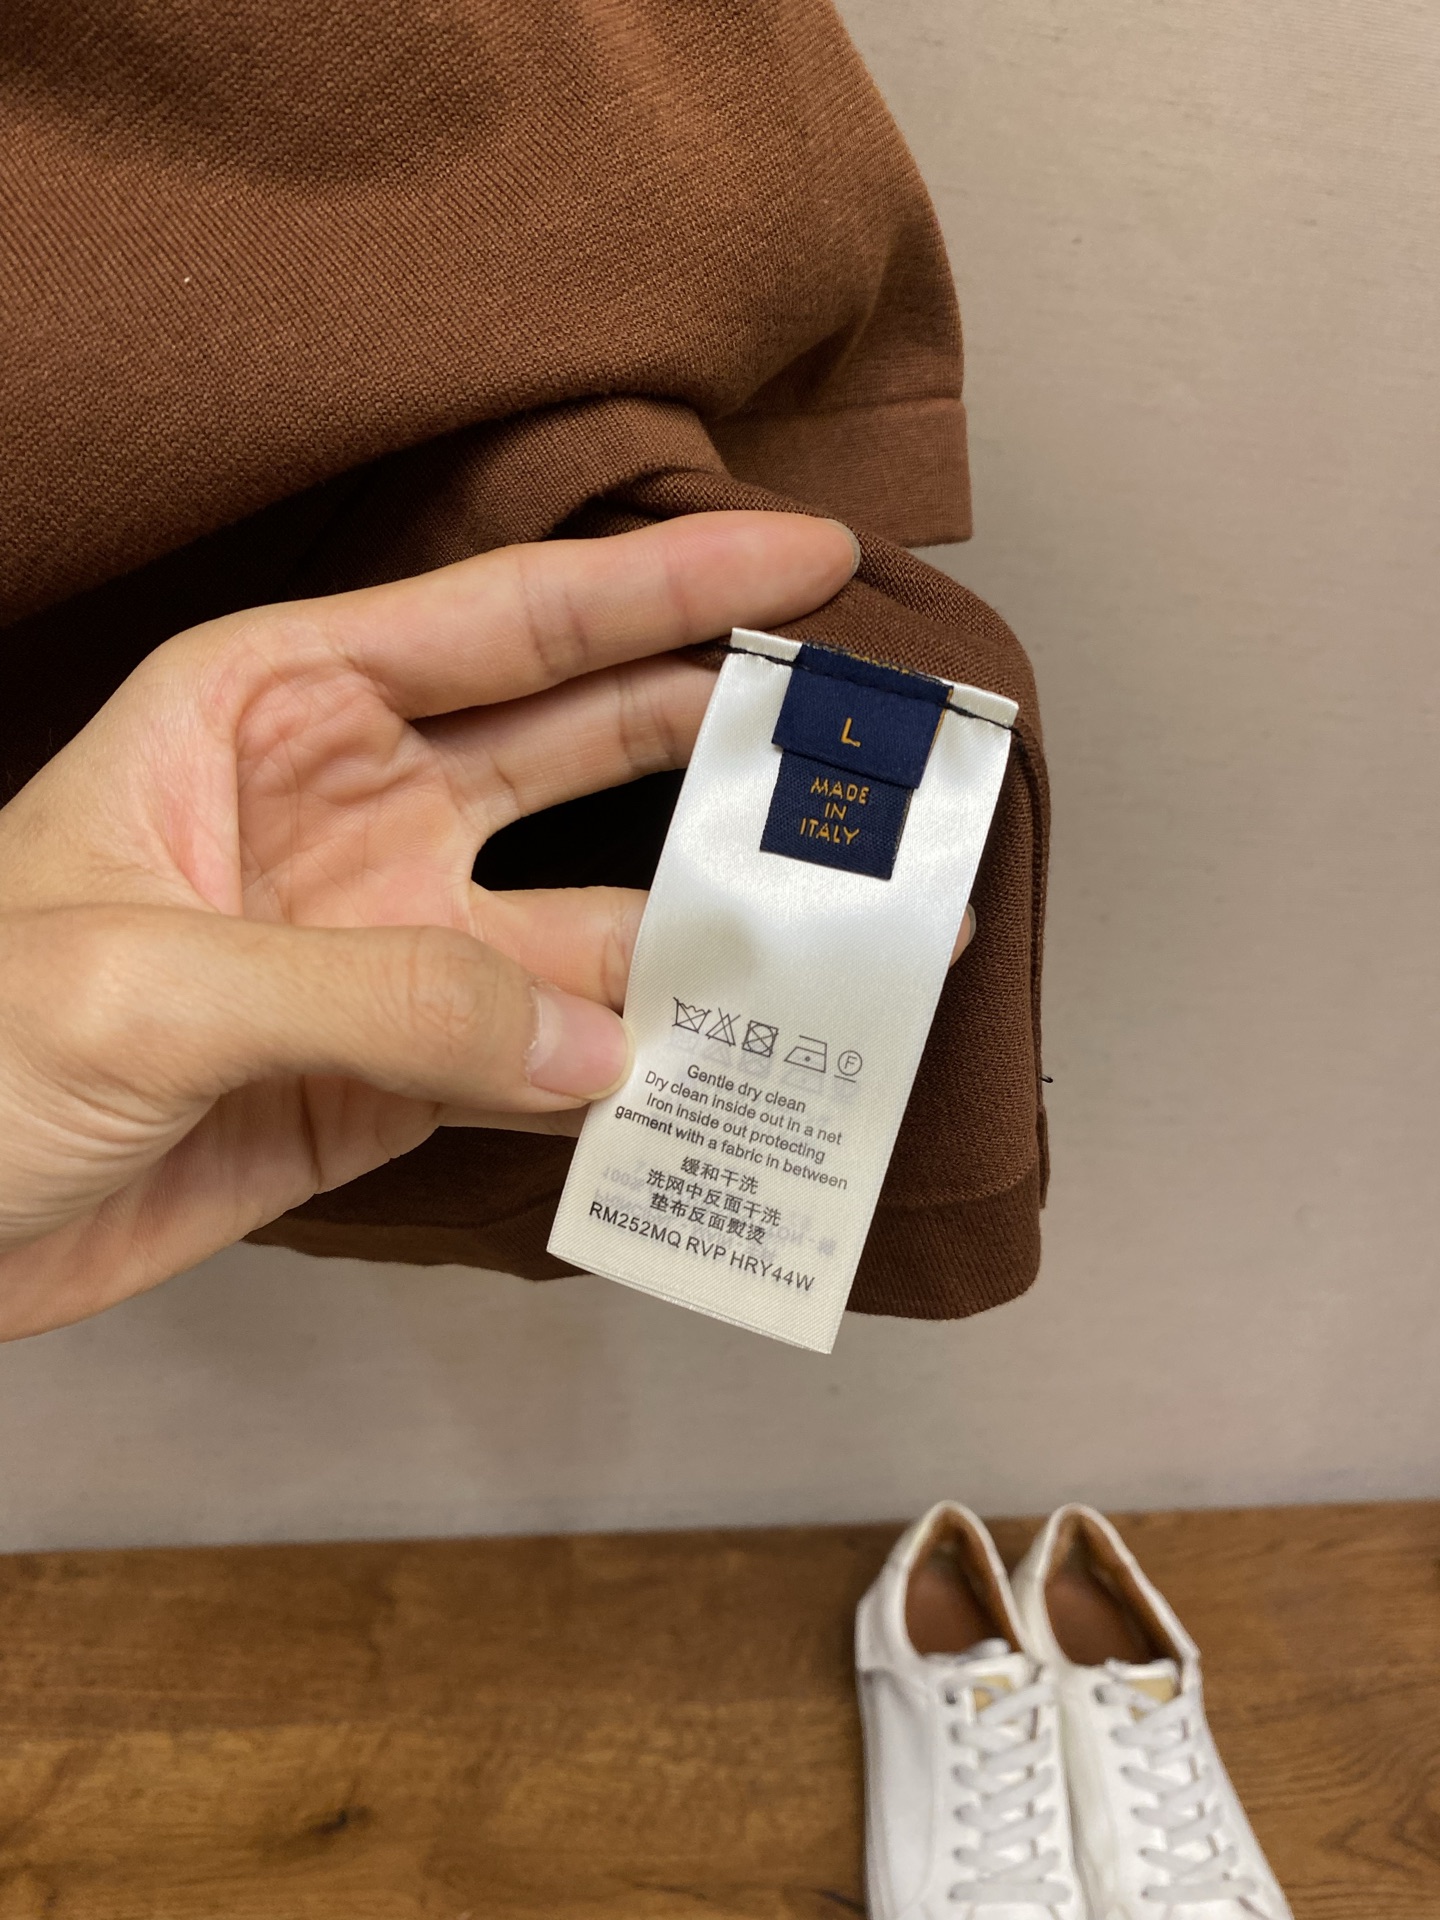 L
MADE
IN
ITALY
F
Gentle dry clean
Dry clean inside out in a net
Iron inside out protecting
garment with a fabric in between
缓和干洗
洗网中反面干洗
垫布反面熨烫
RM252MQ RVP HRY44W